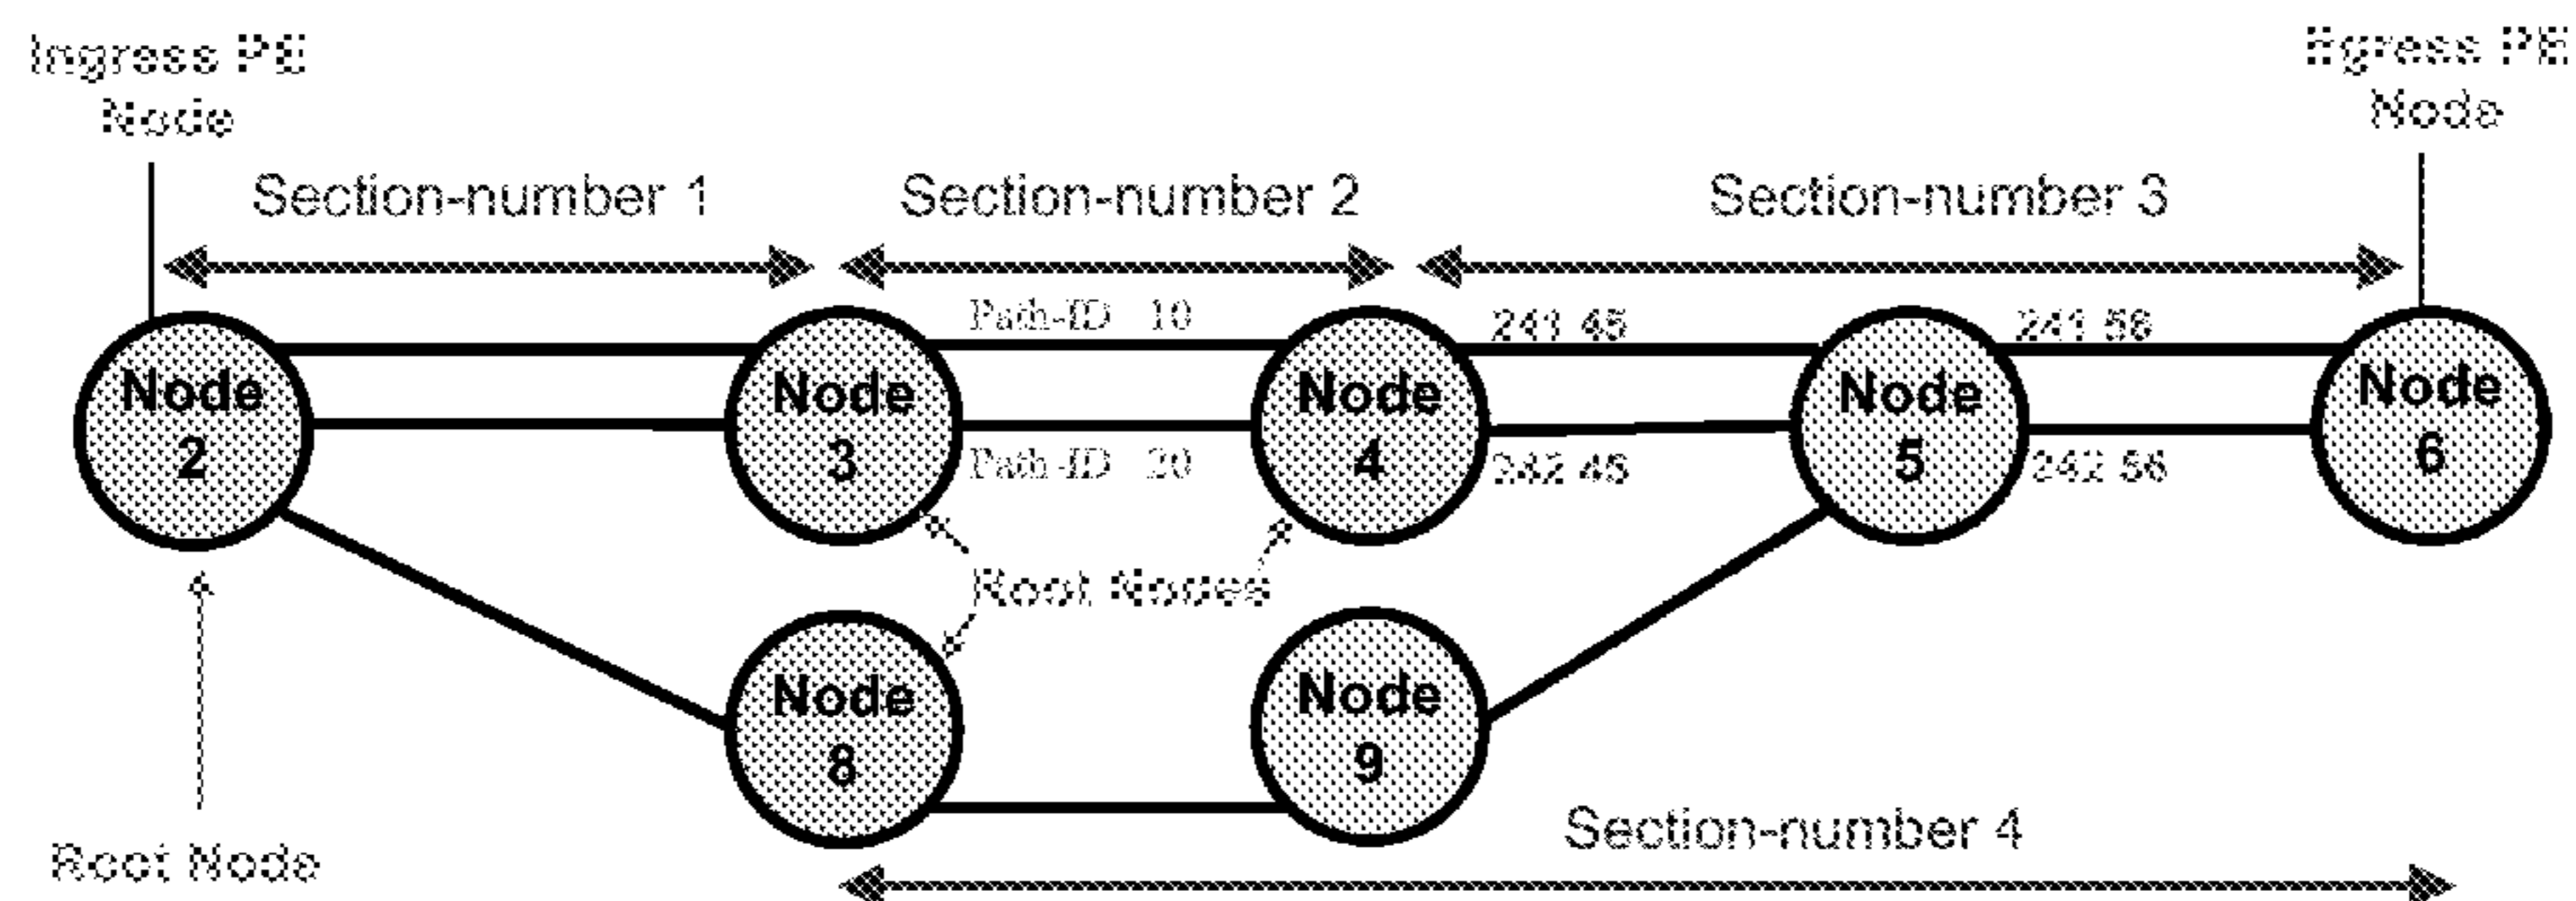 Ingress PE
Node
Egress PE
Node
Section-number 1
Section-number 2
Section-number 3
Path-ID 10
241 45
241 56
Node
2
Node
3
Node
4
Node
5
Node
6
Path-ID 20
242 45
242 56
Root Nodes
Node
8
Node
9
Section-number 4
Root Node